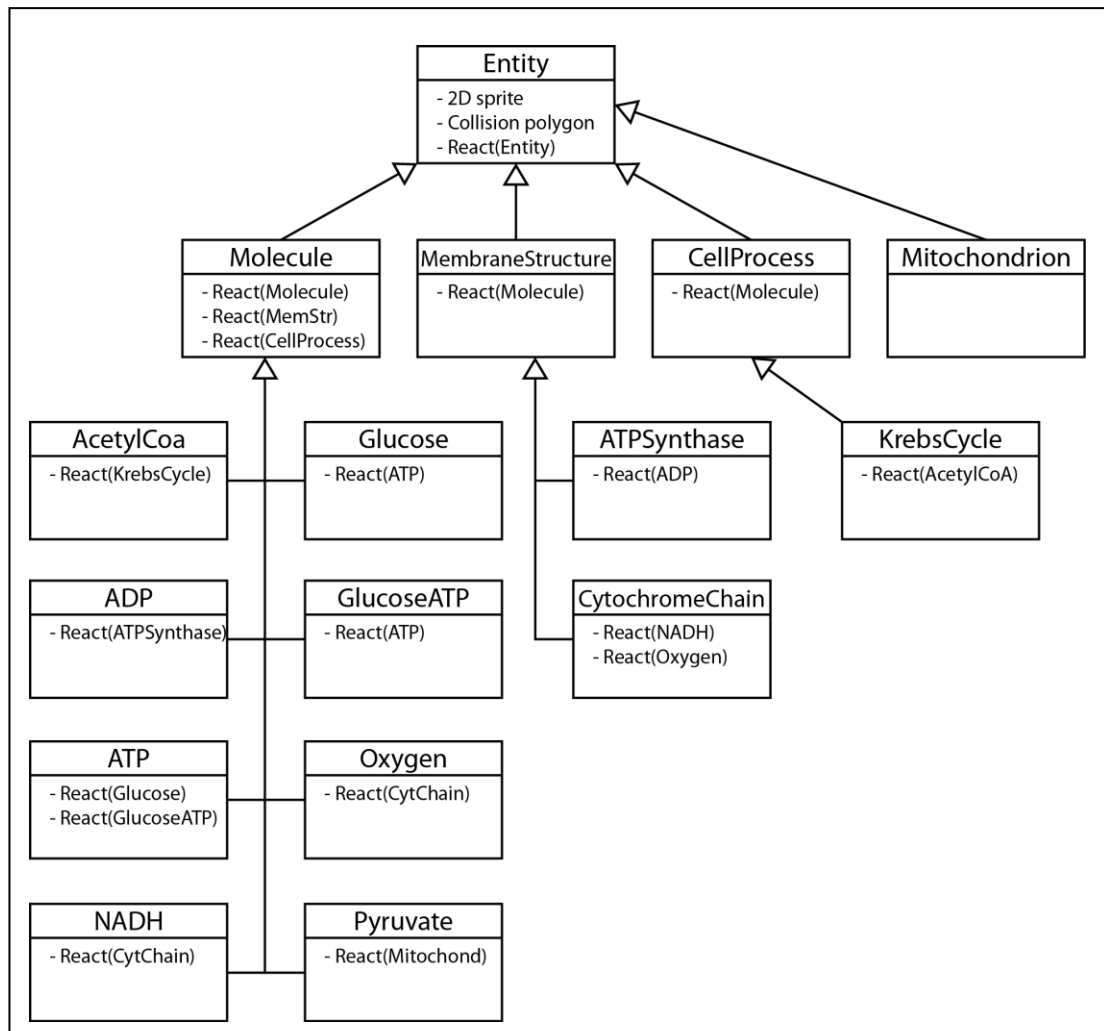 Entity
- 2D sprite
- Collision polygon
- React(Entity)
Molecule
- React(Molecule)
- React(MemStr)
- React(CellProcess)
MembraneStructure
- React(Molecule)
CellProcess
- React(Molecule)
Mitochondrion
AcetylCoa
- React(KrebsCycle)
Glucose
- React(ATP)
ATPSynthase
- React(ADP)
KrebsCycle
- React(AcetylCoA)
ADP
- React(ATPSynthase)
GlucoseATP
- React(ATP)
CytochromeChain
- React(NADH)
- React(Oxygen)
ATP
- React(Glucose)
- React(GlucoseATP)
Oxygen
- React(CytChain)
NADH
- React(CytChain)
Pyruvate
- React(Mitochond)